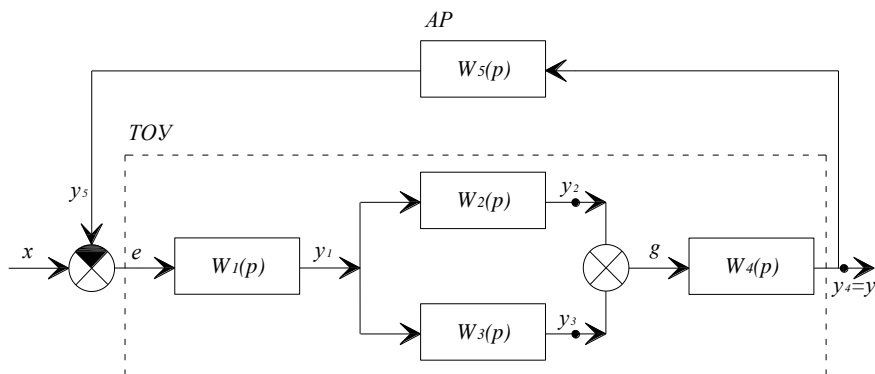 АР
W5(p)
ТОУ
y5
W2(p)
y2
x
e
W1(p)
y1
g
W4(p)
y4=y
W3(p)
y3